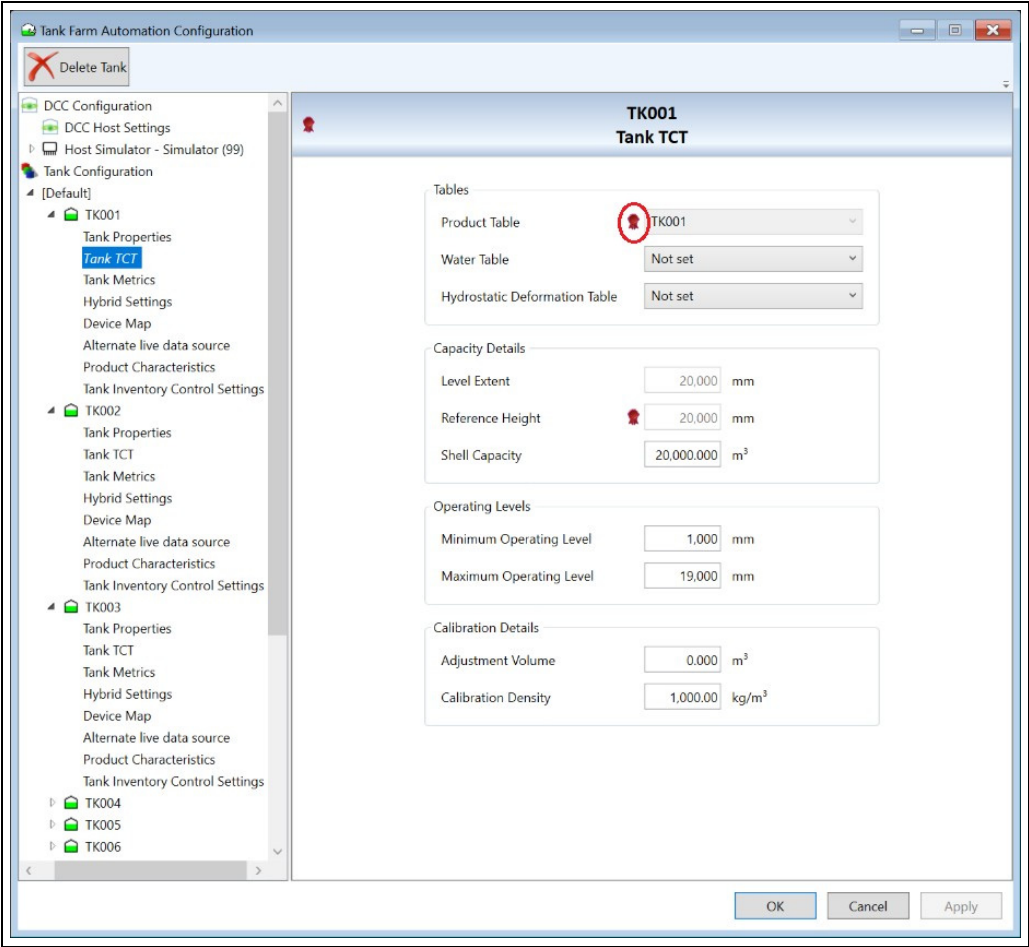 Tank Farm Automation Configuration
Delete Tank
DCC Configuration
DCC Host Settings
Host Simulator - Simulator (99)
Tank Configuration
[Default]
TK001
Tank Properties
Tank TCT
Tank Metrics
Hybrid Settings
Device Map
Alternate live data source
Product Characteristics
Tank Inventory Control Settings
TK002
Tank Properties
Tank TCT
Tank Metrics
Hybrid Settings
Device Map
Alternate live data source
Product Characteristics
Tank Inventory Control Settings
TK003
Tank Properties
Tank TCT
Tank Metrics
Hybrid Settings
Device Map
Alternate live data source
Product Characteristics
Tank Inventory Control Settings
TK004
TK005
TK006
TK001
Tank TCT
Tables
Product Table TK001
Water Table Not set
Hydrostatic Deformation Table Not set
Capacity Details
Level Extent 20,000 mm
Reference Height 20,000 mm
Shell Capacity 20,000.000 m³
Operating Levels
Minimum Operating Level 1,000 mm
Maximum Operating Level 19,000 mm
Calibration Details
Adjustment Volume 0.000 m³
Calibration Density 1,000.00 kg/m³
OK Cancel Apply